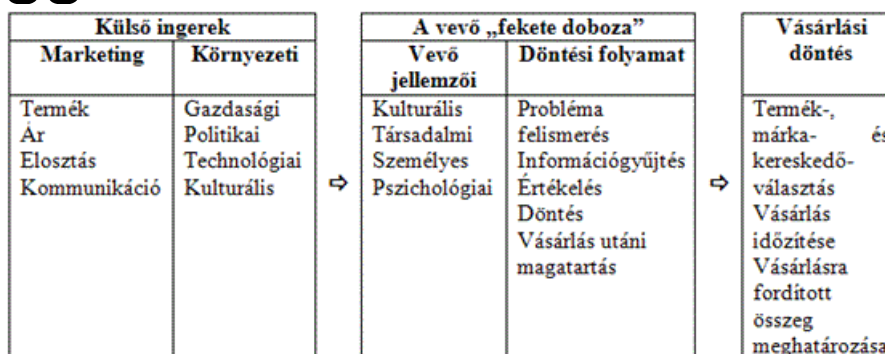 Külső ingerek
Marketing
Környezeti
Termék
Ár
Elosztás
Kommunikáció
Gazdasági
Politikai
Technológiai
Kulturális
⇨
A vevő „fekete doboza”
Vevő
jellemzői
Döntési folyamat
Kulturális
Társadalmi
Személyes
Pszichológiai
Probléma
felismerés
Információgyűjtés
Értékelés
Döntés
Vásárlás utáni
magatartás
⇨
Vásárlási
döntés
Termék-,
márka- és
kereskedő-
választás
Vásárlás
időzítése
Vásárlásra
fordított
összeg
meghatározása